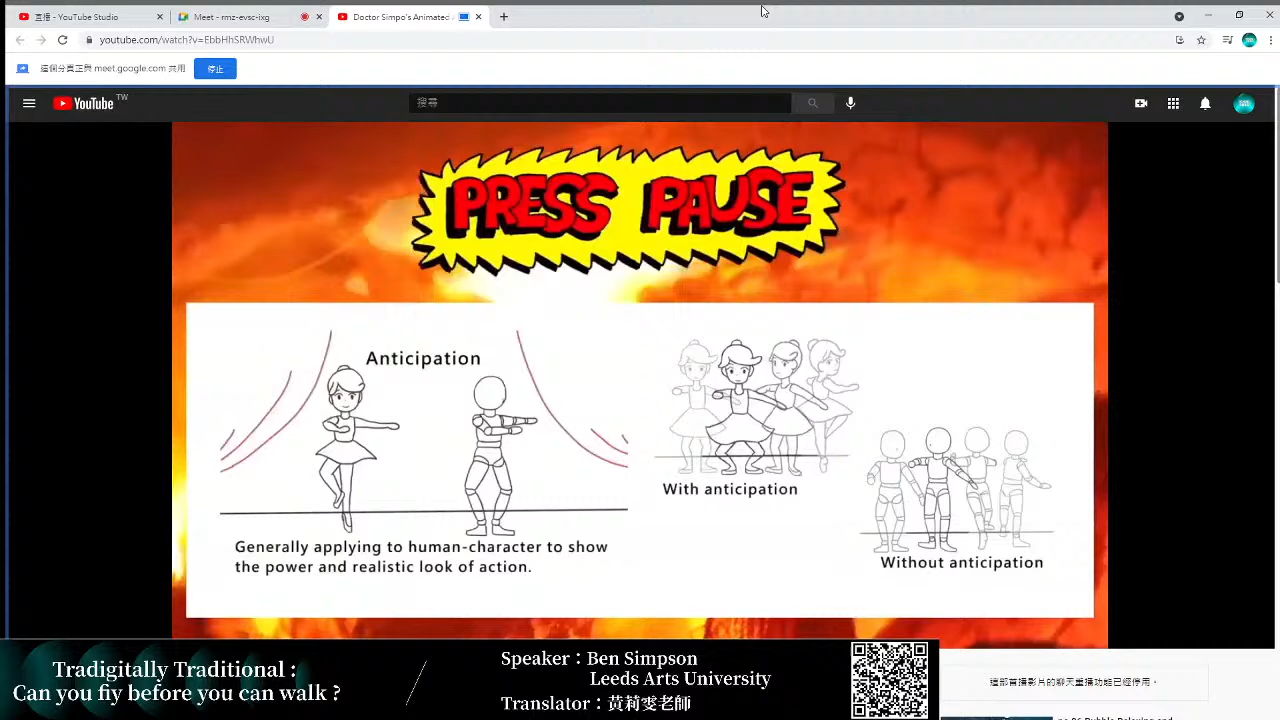 直播 - YouTube Studio
Meet - rmz-evsc-ixg
Doctor Simpo's Animated
youtube.com/watch?v=EbbHhSRWhwU
這個分頁正與 meet.google.com 共用
停止
YouTube TW
搜尋
PRESS PAUSE
Anticipation
Generally applying to human-character to show
the power and realistic look of action.
With anticipation
Without anticipation
Tradigitally Traditional :
Can you fiy before you can walk ?
Speaker：Ben Simpson
Leeds Arts University
Translator：黃莉雯老師
這部首播影片的聊天重播功能已經停用。